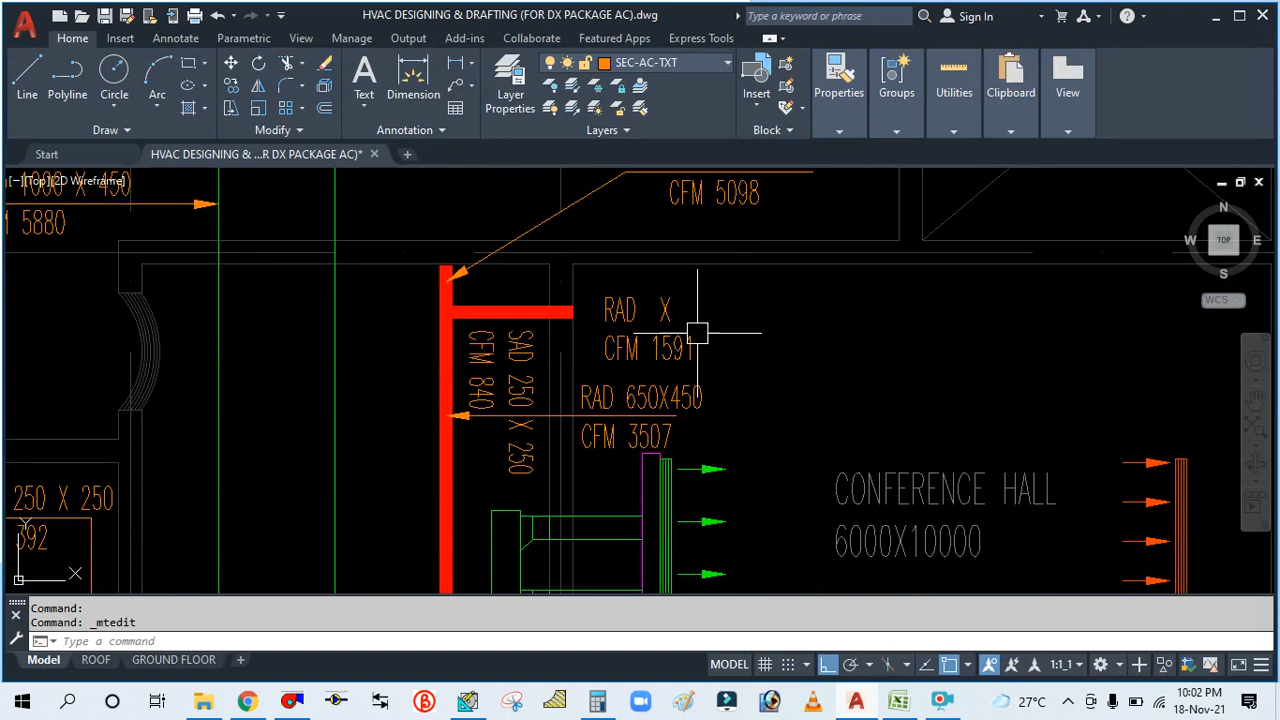 HVAC DESIGNING & DRAFTING (FOR DX PACKAGE AC).dwg
Type a keyword or phrase
Sign In
Home
Insert
Annotate
Parametric
View
Manage
Output
Add-ins
Collaborate
Featured Apps
Express Tools
Line
Polyline
Circle
Arc
Text
Dimension
Layer
Properties
SEC-AC-TXT
Insert
Properties
Groups
Utilities
Clipboard
View
Draw
Modify
Annotation
Layers
Block
Start
HVAC DESIGNING & ...R DX PACKAGE AC)*
[−][Top][2D Wireframe]
1000 X 450
5880
CFM 5098
N
W
TOP
E
S
WCS
RAD X
CFM 1591
SAD 250 X 250
CFM 840
RAD 650X450
CFM 3507
CONFERENCE HALL
6000X10000
250 X 250
392
Y
X
Command:
Command: _mtedit
Type a command
Model
ROOF
GROUND FLOOR
MODEL
1:1_1
27°C
10:02 PM
18-Nov-21